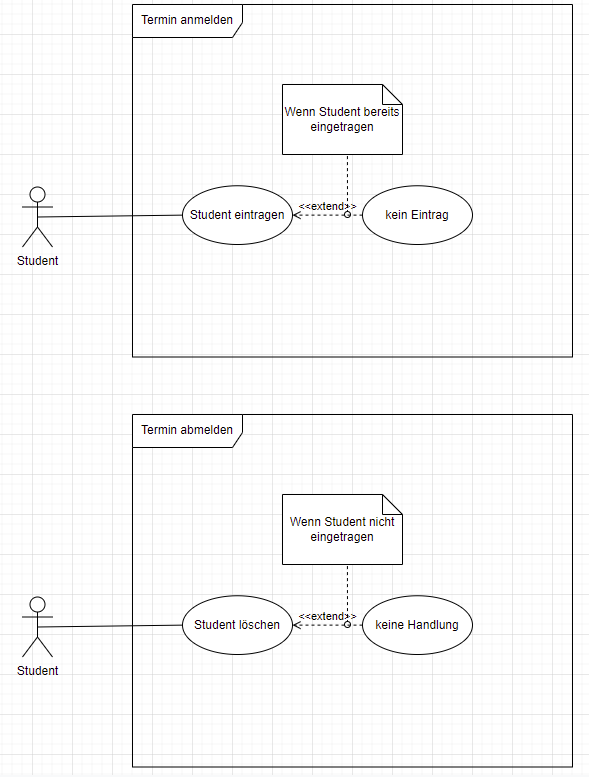 Termin anmelden
Wenn Student bereits
eingetragen
<<extend>>
Student eintragen
kein Eintrag
Student
Termin abmelden
Wenn Student nicht
eingetragen
<<extend>>
Student löschen
keine Handlung
Student